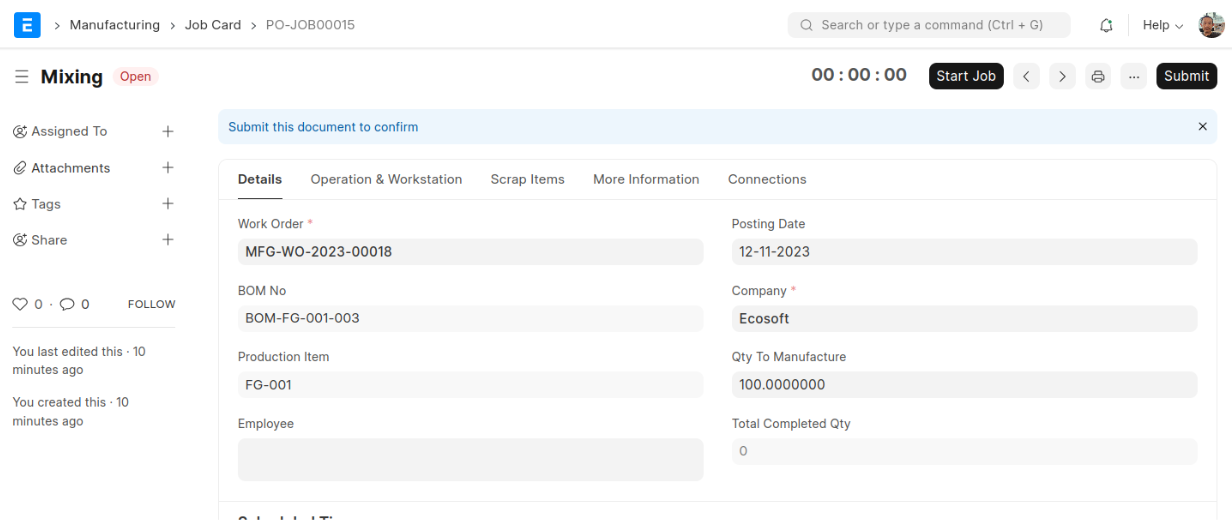 E > Manufacturing > Job Card > PO-JOB00015 Search or type a command (Ctrl + G) Help
Mixing Open 00 : 00 : 00 Start Job ... Submit
Assigned To
Attachments
Tags
Share
0 · 0 FOLLOW
You last edited this · 10
minutes ago
You created this · 10
minutes ago
Submit this document to confirm
Details Operation & Workstation Scrap Items More Information Connections
Work Order *
MFG-WO-2023-00018
BOM No
BOM-FG-001-003
Production Item
FG-001
Employee
Posting Date
12-11-2023
Company *
Ecosoft
Qty To Manufacture
100.0000000
Total Completed Qty
0